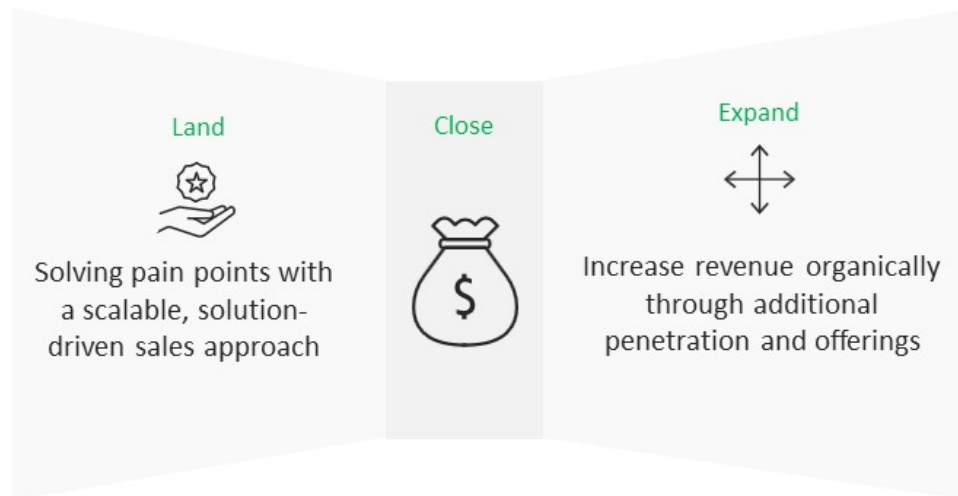 Land
Solving pain points with
a scalable, solution-
driven sales approach
Close
$
Expand
Increase revenue organically
through additional
penetration and offerings